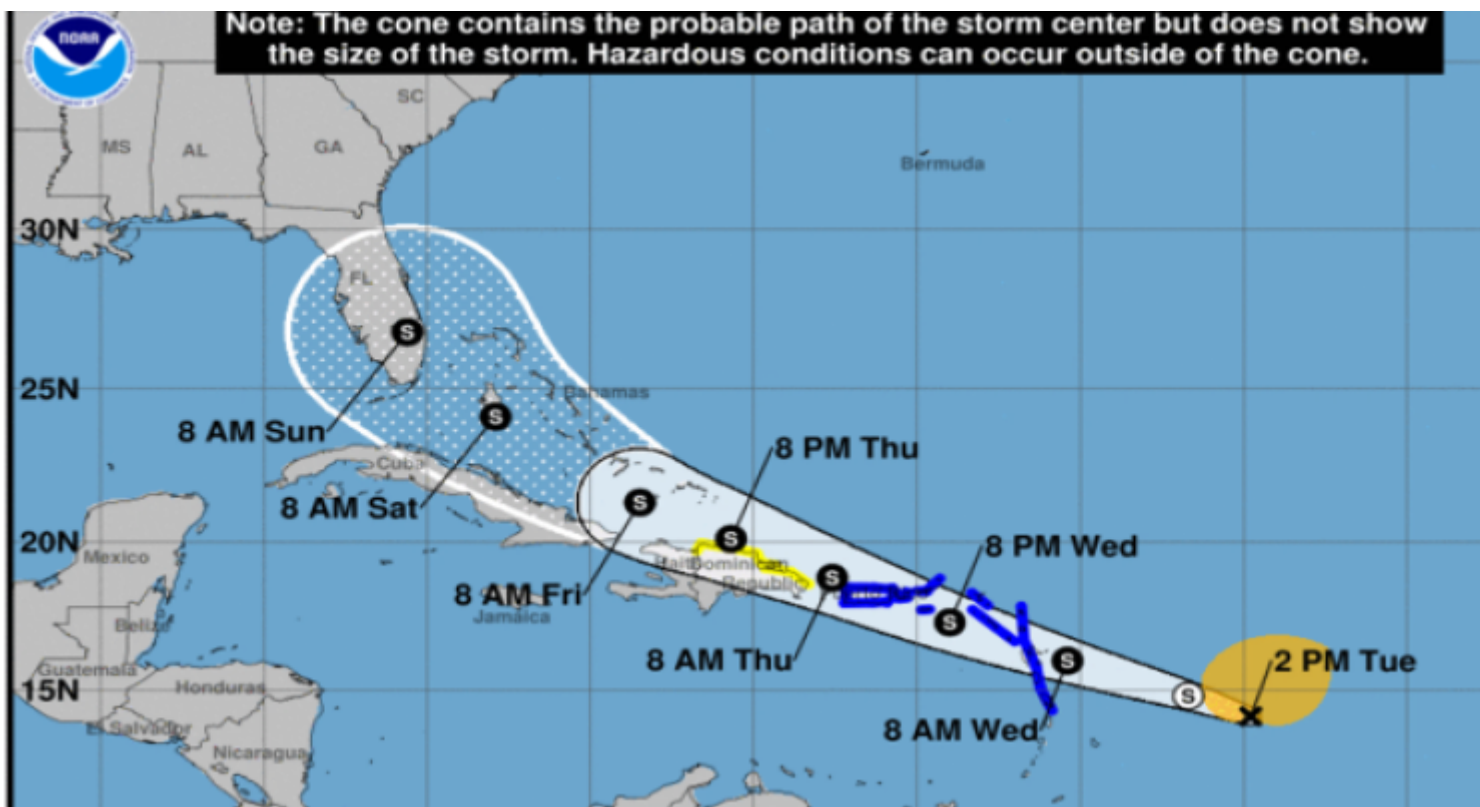 Note: The cone contains the probable path of the storm center but does not show
the size of the storm. Hazardous conditions can occur outside of the cone.
NOAA
SC
MS
AL
GA
Bermuda
30N
FL
25N
Bahamas
8 AM Sun
8 PM Thu
Cuba
8 AM Sat
20N
8 PM Wed
Mexico
Haiti
Dominican
Republic
8 AM Fri
Jamaica
Belize
8 AM Thu
2 PM Tue
Guatemala
15N
Honduras
8 AM Wed
El Salvador
Nicaragua
S
S
S
S
S
S
S
S